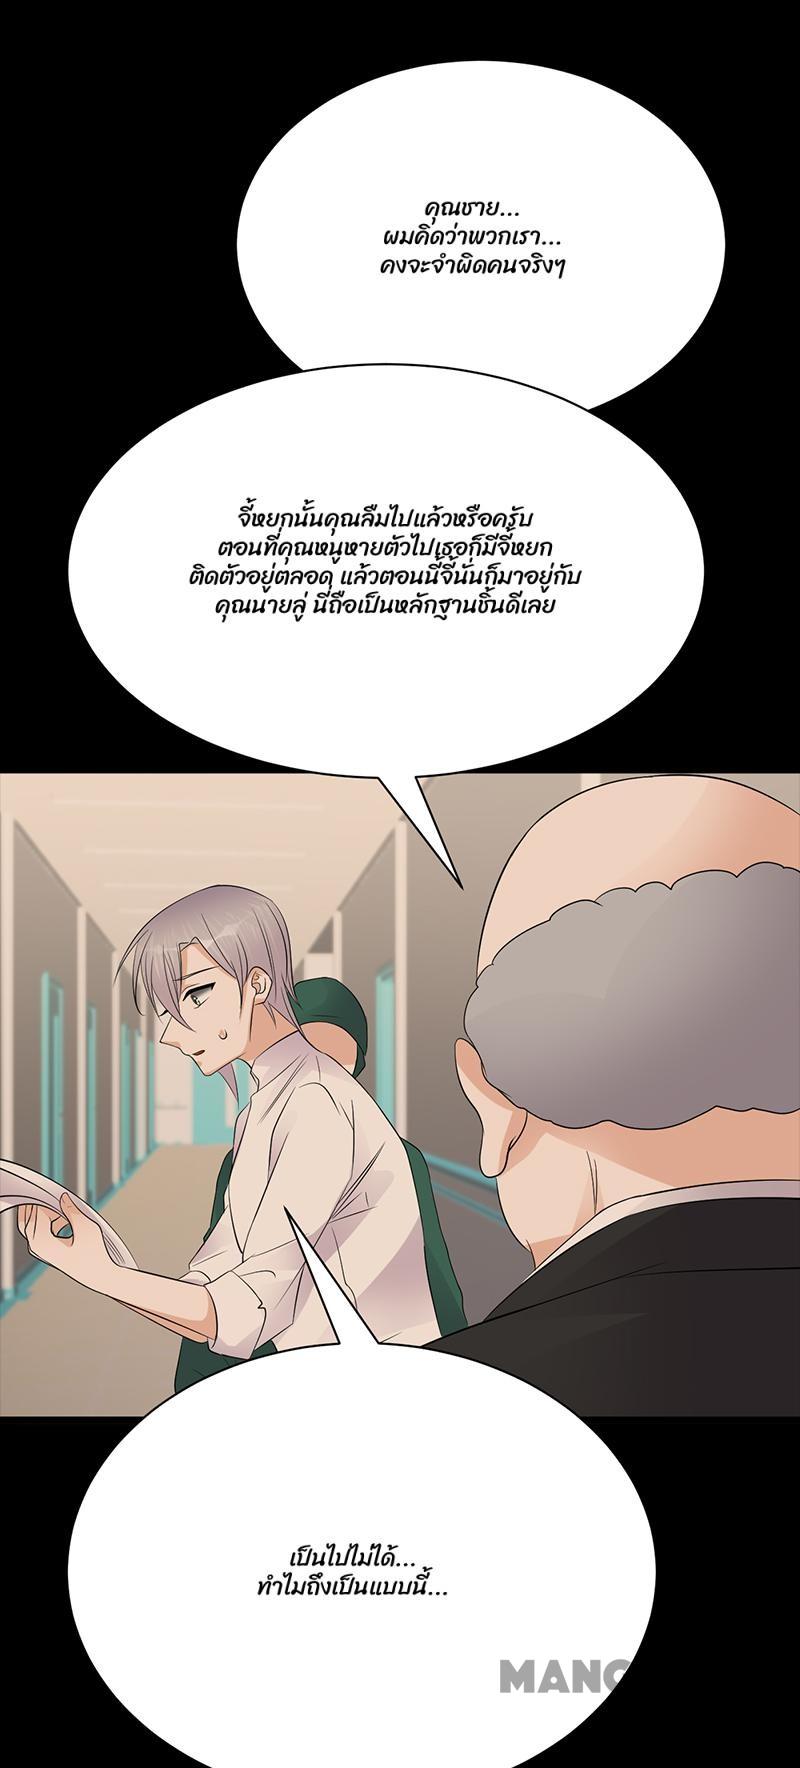 คุณชาย...
ผมคิดว่าพวกเรา...
คงจะจำผิดคนจริงๆ
จี้หยกนั้นคุณลืมไปแล้วหรือครับ
ตอนที่คุณหนูหายตัวไปเธอก็มีจี้หยก
ติดตัวอยู่ตลอด แล้วตอนนี้จี้นั่นก็มาอยู่กับ
คุณนายลู่ นี่ถือเป็นหลักฐานชิ้นดีเลย
เป็นไปไม่ได้...
ทำไมถึงเป็นแบบนี้...